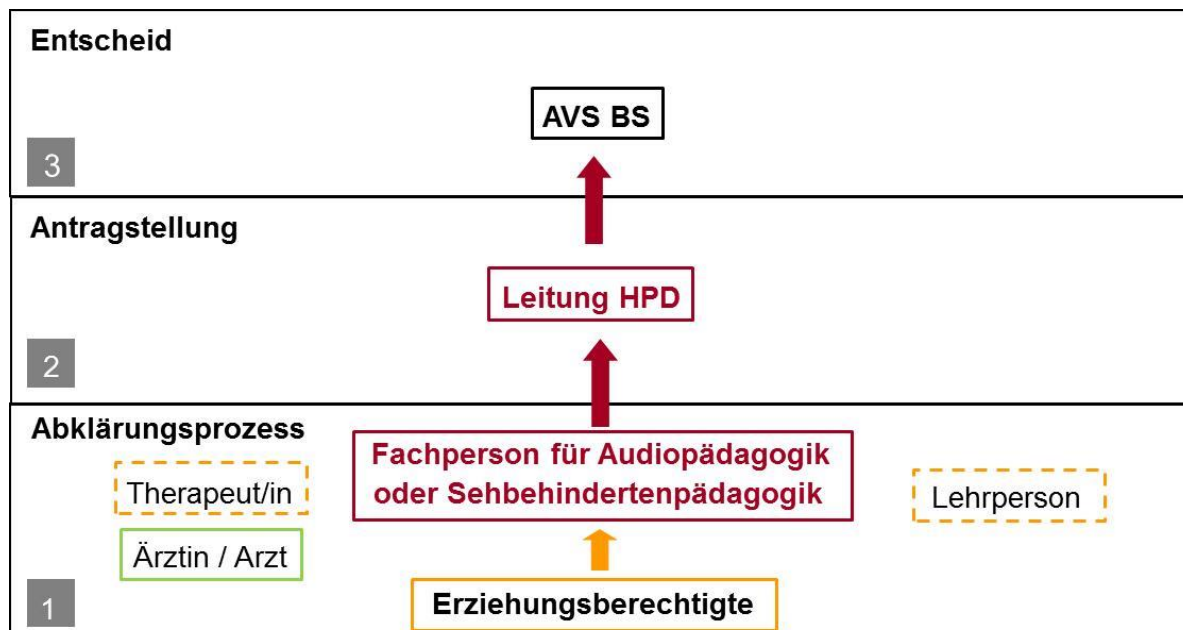 Entscheid
AVS BS
3
Antragstellung
Leitung HPD
2
Abklärungsprozess
Fachperson für Audiopädagogik
oder Sehbehindertenpädagogik
Therapeut/in
Lehrperson
Ärztin / Arzt
Erziehungsberechtigte
1